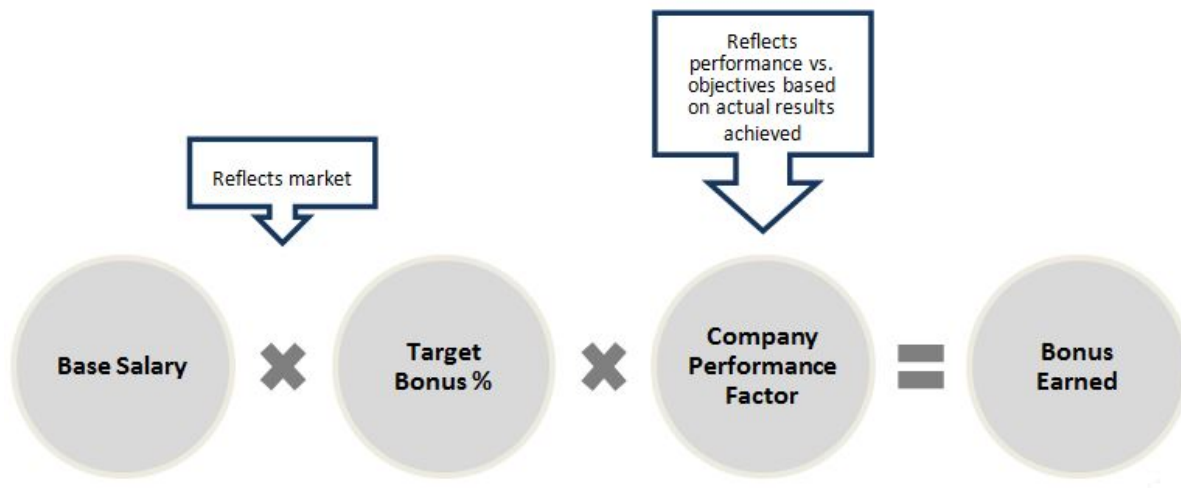 Reflects
performance vs.
objectives based
on actual results
achieved
Reflects market
Base Salary
Target
Bonus %
Company
Performance
Factor
Bonus
Earned